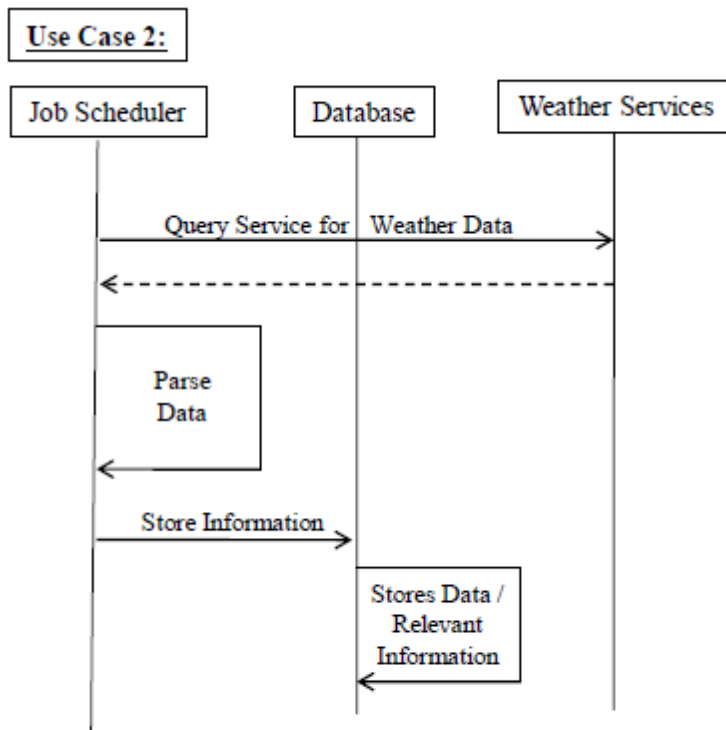 Use Case 2:
Job Scheduler
Database
Weather Services
Query Service for Weather Data
Parse
Data
Store Information
Stores Data /
Relevant
Information